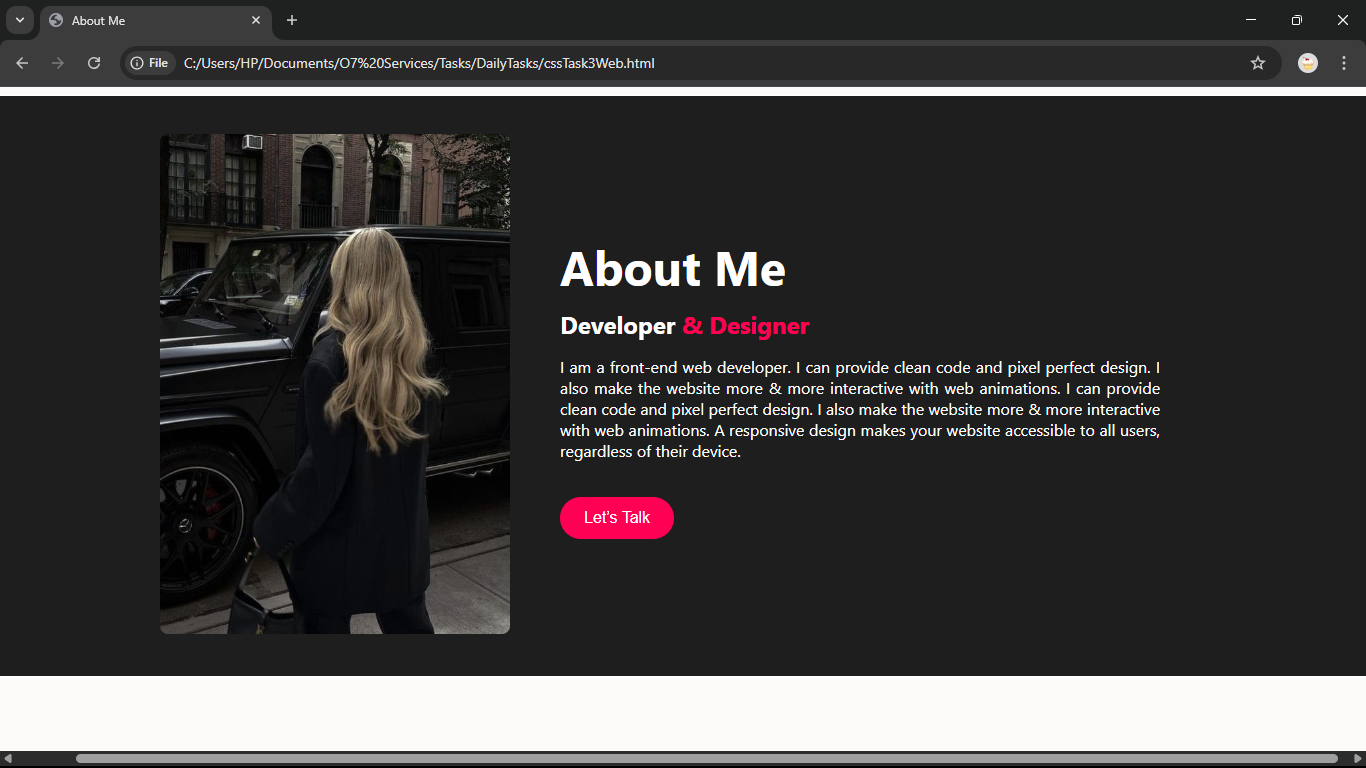 About Me
File
C:/Users/HP/Documents/O7%20Services/Tasks/DailyTasks/cssTask3Web.html
About Me
Developer & Designer
I am a front-end web developer. I can provide clean code and pixel perfect design. I
also make the website more & more interactive with web animations. I can provide
clean code and pixel perfect design. I also make the website more & more interactive
with web animations. A responsive design makes your website accessible to all users,
regardless of their device.
Let's Talk